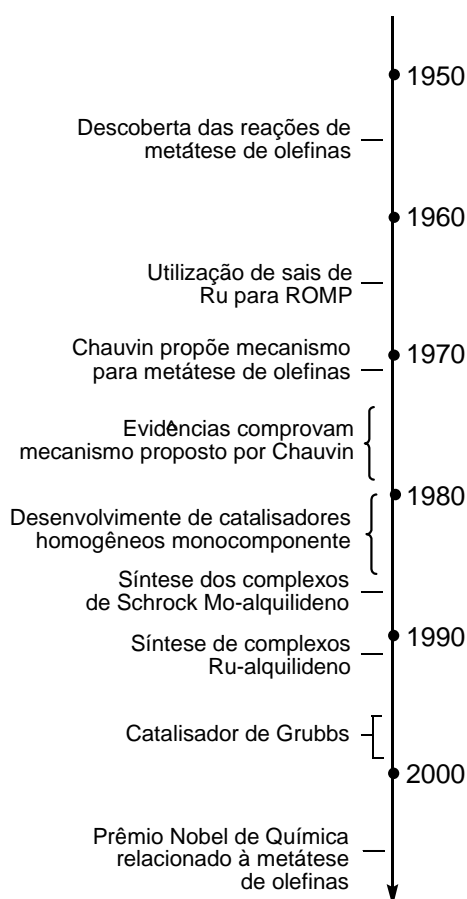 1950
Descoberta das reações de
metátese de olefinas
1960
Utilização de sais de
Ru para ROMP
Chauvin propõe mecanismo
para metátese de olefinas
1970
Evidências comprovam
mecanismo proposto por Chauvin
1980
Desenvolvimente de catalisadores
homogêneos monocomponente
Síntese dos complexos
de Schrock Mo-alquilideno
1990
Síntese de complexos
Ru-alquilideno
Catalisador de Grubbs
2000
Prêmio Nobel de Química
relacionado à metátese
de olefinas